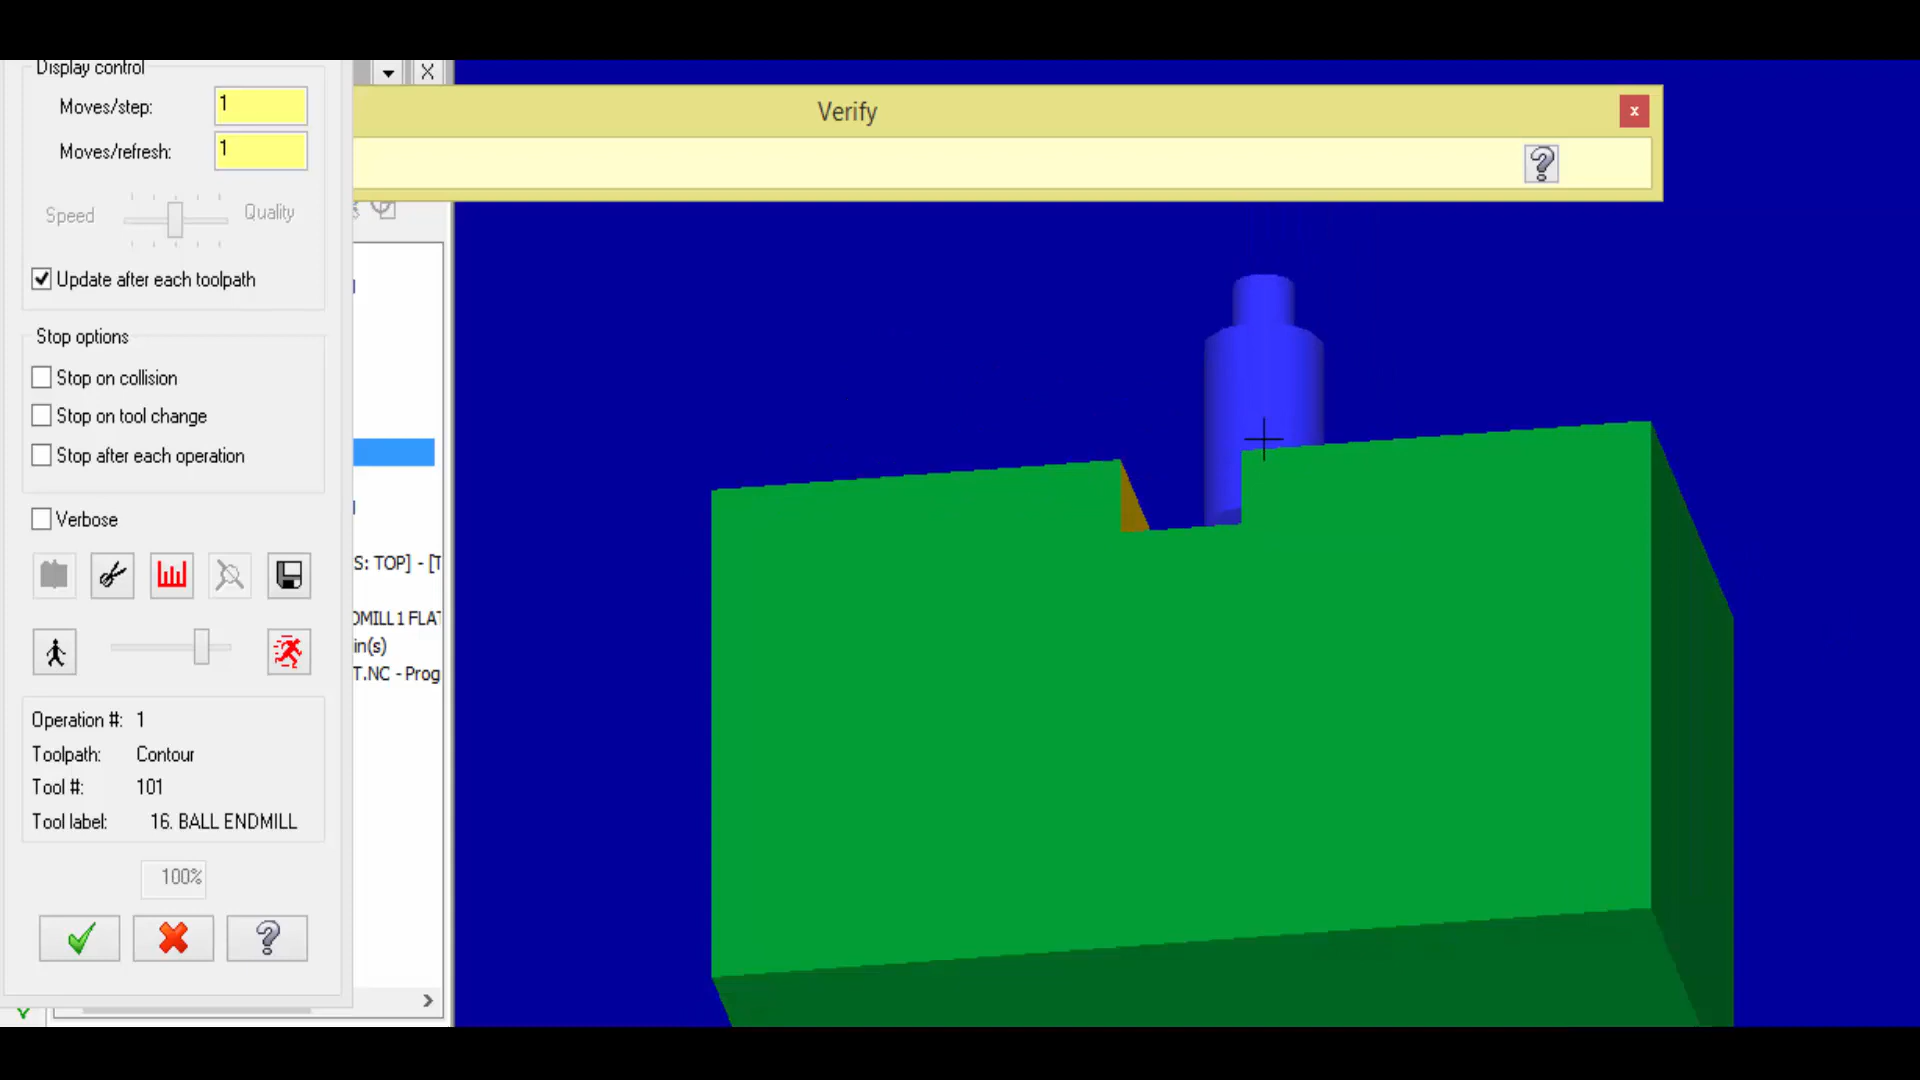 Display control
Moves/step: 1
Moves/refresh: 1
Speed Quality
Update after each toolpath
Stop options
Stop on collision
Stop on tool change
Stop after each operation
Verbose
Operation #: 1
Toolpath: Contour
Tool #: 101
Tool label: 16. BALL ENDMILL
100%
Verify
S: TOP] - [T
DMILL1 FLAT
in(s)
T.NC - Prog